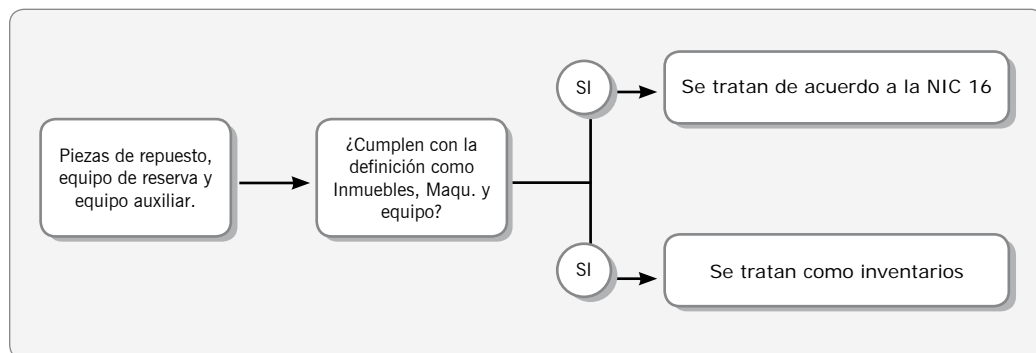 Piezas de repuesto,
equipo de reserva y
equipo auxiliar.
¿Cumplen con la
definición como
Inmuebles, Maqu. y
equipo?
SI
Se tratan de acuerdo a la NIC 16
SI
Se tratan como inventarios